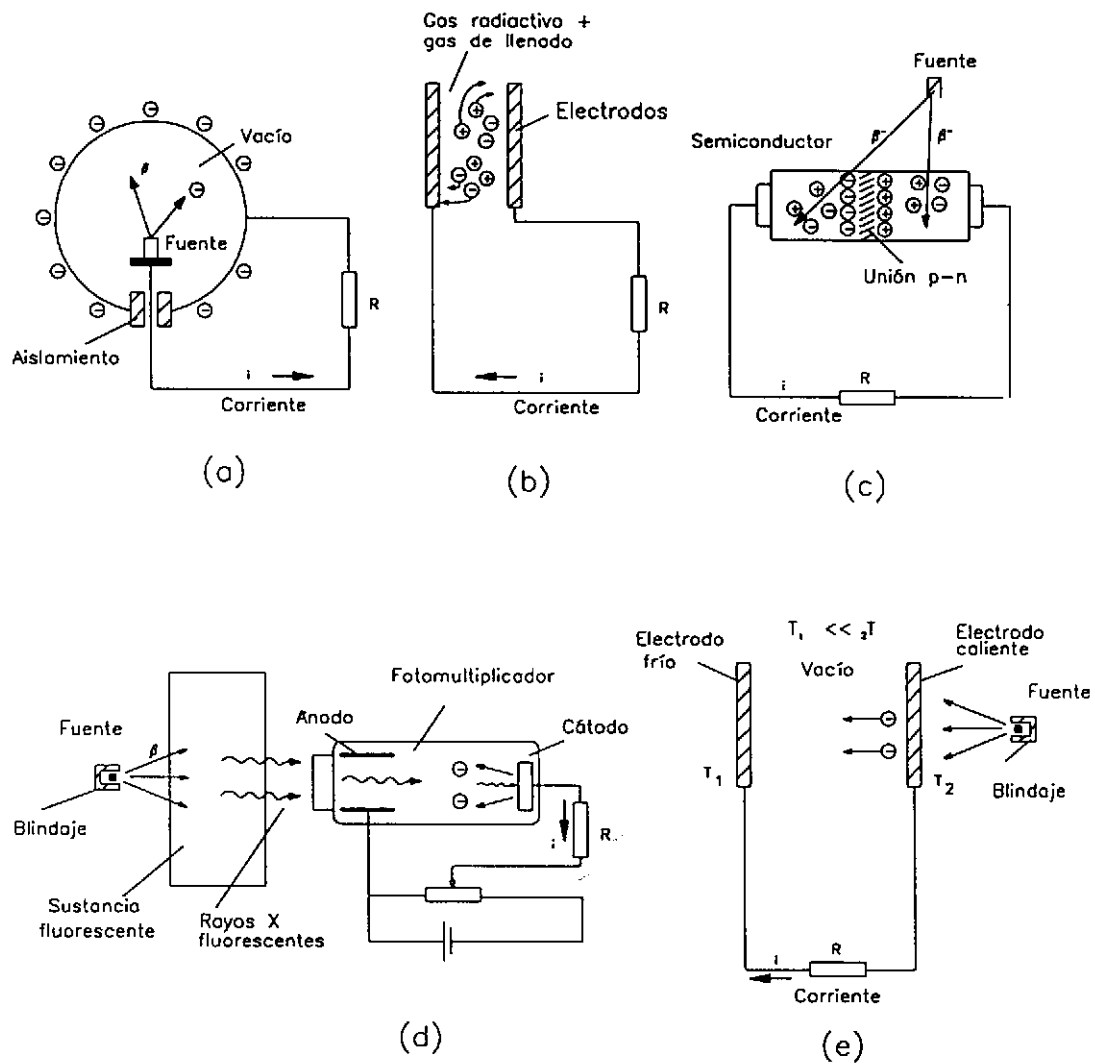 Vacío
β
Fuente
R
Aislamiento
i
Corriente
(a)
Gas radiactivo +
gas de llenado
Electrodos
R
i
Corriente
(b)
Fuente
β⁻
β⁻
Semiconductor
Unión p-n
i
R
Corriente
(c)
Fuente
β
Blindaje
Sustancia
fluorescente
Rayos X
fluorescentes
Fotomultiplicador
Anodo
Cátodo
i
R
(d)
T₁ << ₂T
Electrodo
frío
Vacío
Electrodo
caliente
Fuente
T₁
T₂
Blindaje
i
R
Corriente
(e)